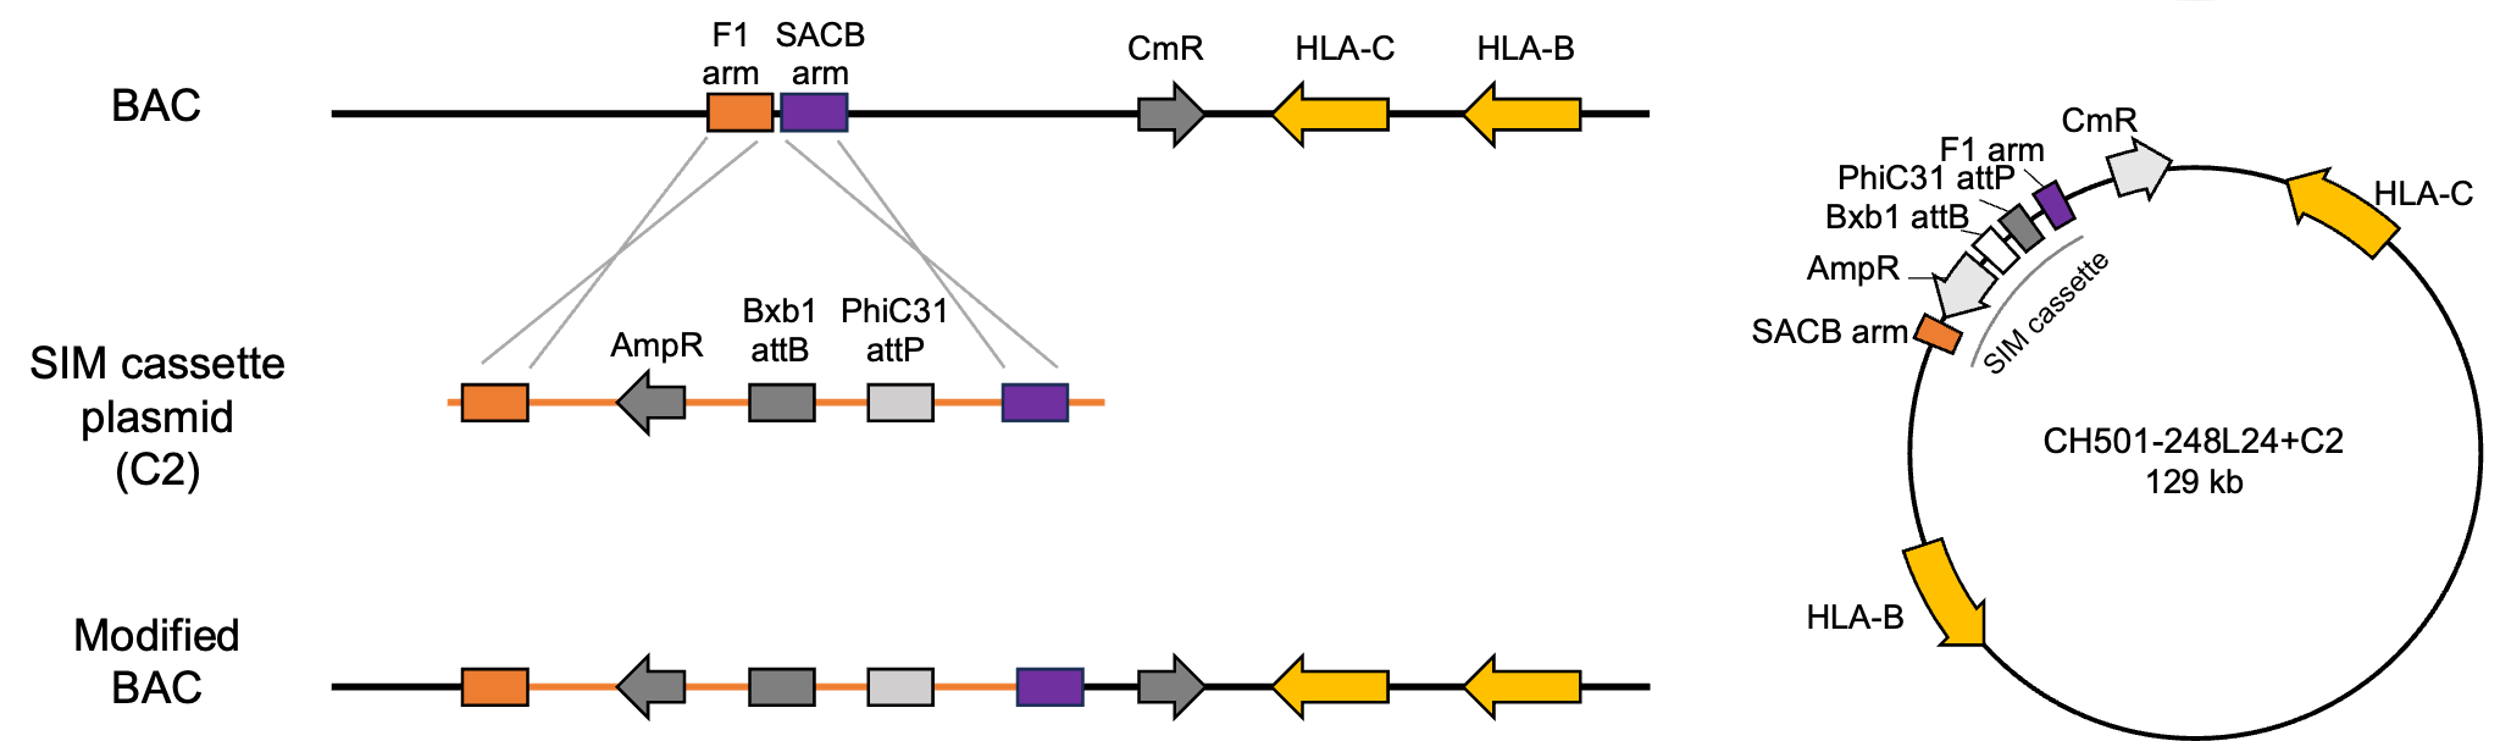 F1
arm
SACB
arm
CmR
HLA-C
HLA-B
BAC
SIM cassette
plasmid
(C2)
AmpR
Bxb1
attB
PhiC31
attP
Modified
BAC
CmR
F1 arm
PhiC31 attP
Bxb1 attB
AmpR
SACB arm
SIM cassette
HLA-C
CH501-248L24+C2
129 kb
HLA-B